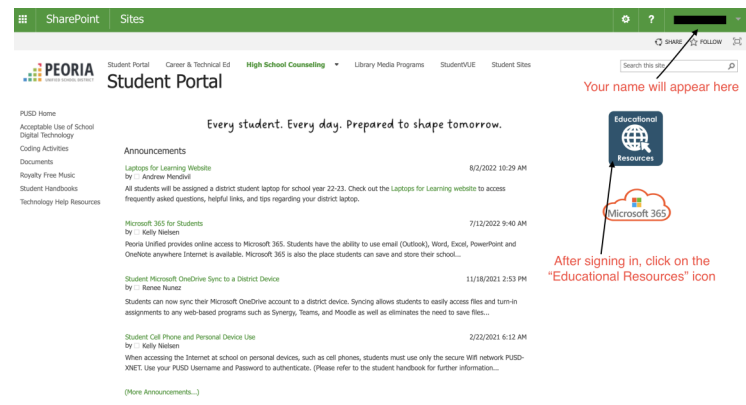 SharePoint Sites ?
SHARE FOLLOW
PEORIA
UNIFIED SCHOOL DISTRICT
Student Portal Career & Technical Ed High School Counseling Library Media Programs StudentVUE Student Sites
Search this site
Student Portal
Your name will appear here
PUSD Home
Acceptable Use of School
Digital Technology
Coding Activities
Documents
Royalty Free Music
Student Handbooks
Technology Help Resources
Every student. Every day. Prepared to shape tomorrow.
Announcements
Laptops for Learning Website 8/2/2022 10:29 AM
by Andrew Mendivil
All students will be assigned a district student laptop for school year 22-23. Check out the Laptops for Learning website to access
frequently asked questions, helpful links, and tips regarding your district laptop.
Microsoft 365 for Students 7/12/2022 9:40 AM
by Kelly Nielsen
Peoria Unified provides online access to Microsoft 365. Students have the ability to use email (Outlook), Word, Excel, PowerPoint and
OneNote anywhere Internet is available. Microsoft 365 is also the place students can save and store their school...
Student Microsoft OneDrive Sync to a District Device 11/18/2021 2:53 PM
by Renee Nunez
Students can now sync their Microsoft OneDrive account to a district device. Syncing allows students to easily access files and turn-in
assignments to any web-based programs such as Synergy, Teams, and Moodle as well as eliminates the need to save files...
Student Cell Phone and Personal Device Use 2/22/2021 6:12 AM
by Kelly Nielsen
When accessing the Internet at school on personal devices, such as cell phones, students must use only the secure Wifi network PUSD-
XNET. Use your PUSD Username and Password to authenticate. (Please refer to the student handbook for further information...
(More Announcements...)
Educational
Resources
Microsoft 365
After signing in, click on the
“Educational Resources” icon